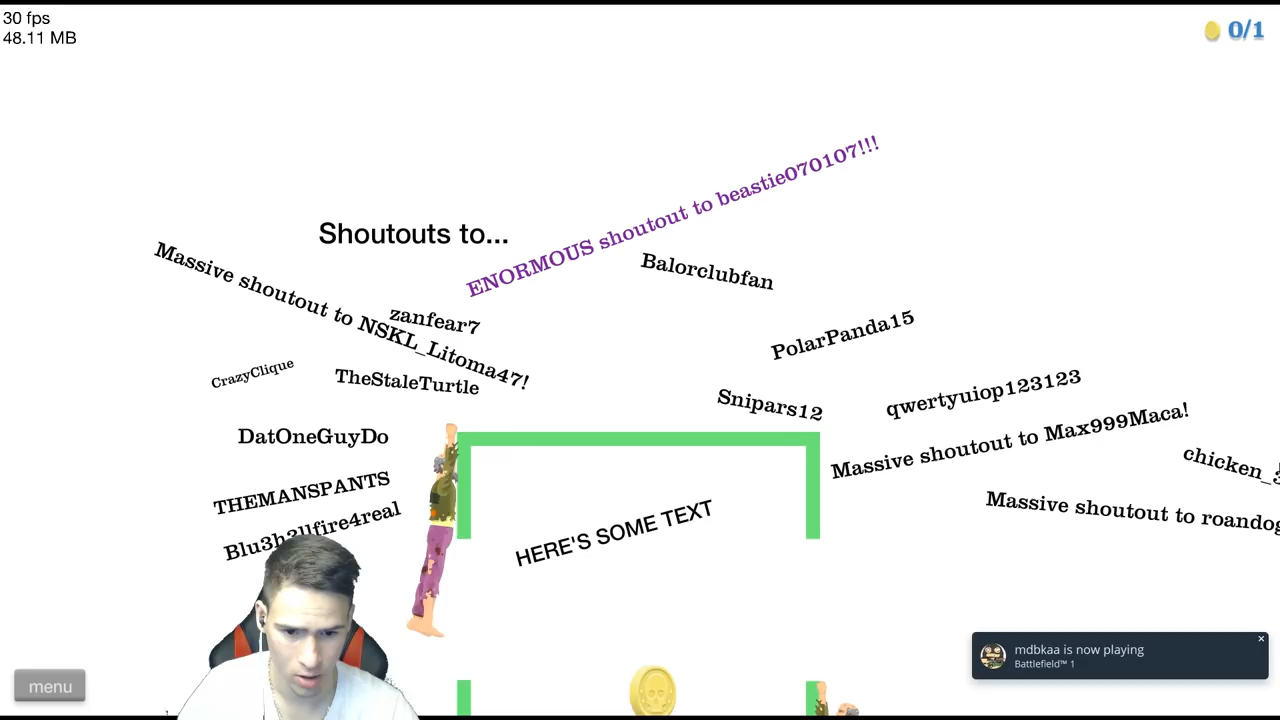 30 fps
48.11 MB
0/1
ENORMOUS shoutout to beastie070107!!!
Shoutouts to...
Massive shoutout to NSKL_Litoma47!
Balorclubfan
zanfear7
PolarPanda15
CrazyClique
TheStaleTurtle
qwertyuiop123123
Snipars12
Massive shoutout to Max999Maca!
DatOneGuyDo
chicken_
THEMANSPANTS
Massive shoutout to roandog
Blu3h3llfire4real
HERE'S SOME TEXT
mdbkaa is now playing
Battlefield™ 1
menu